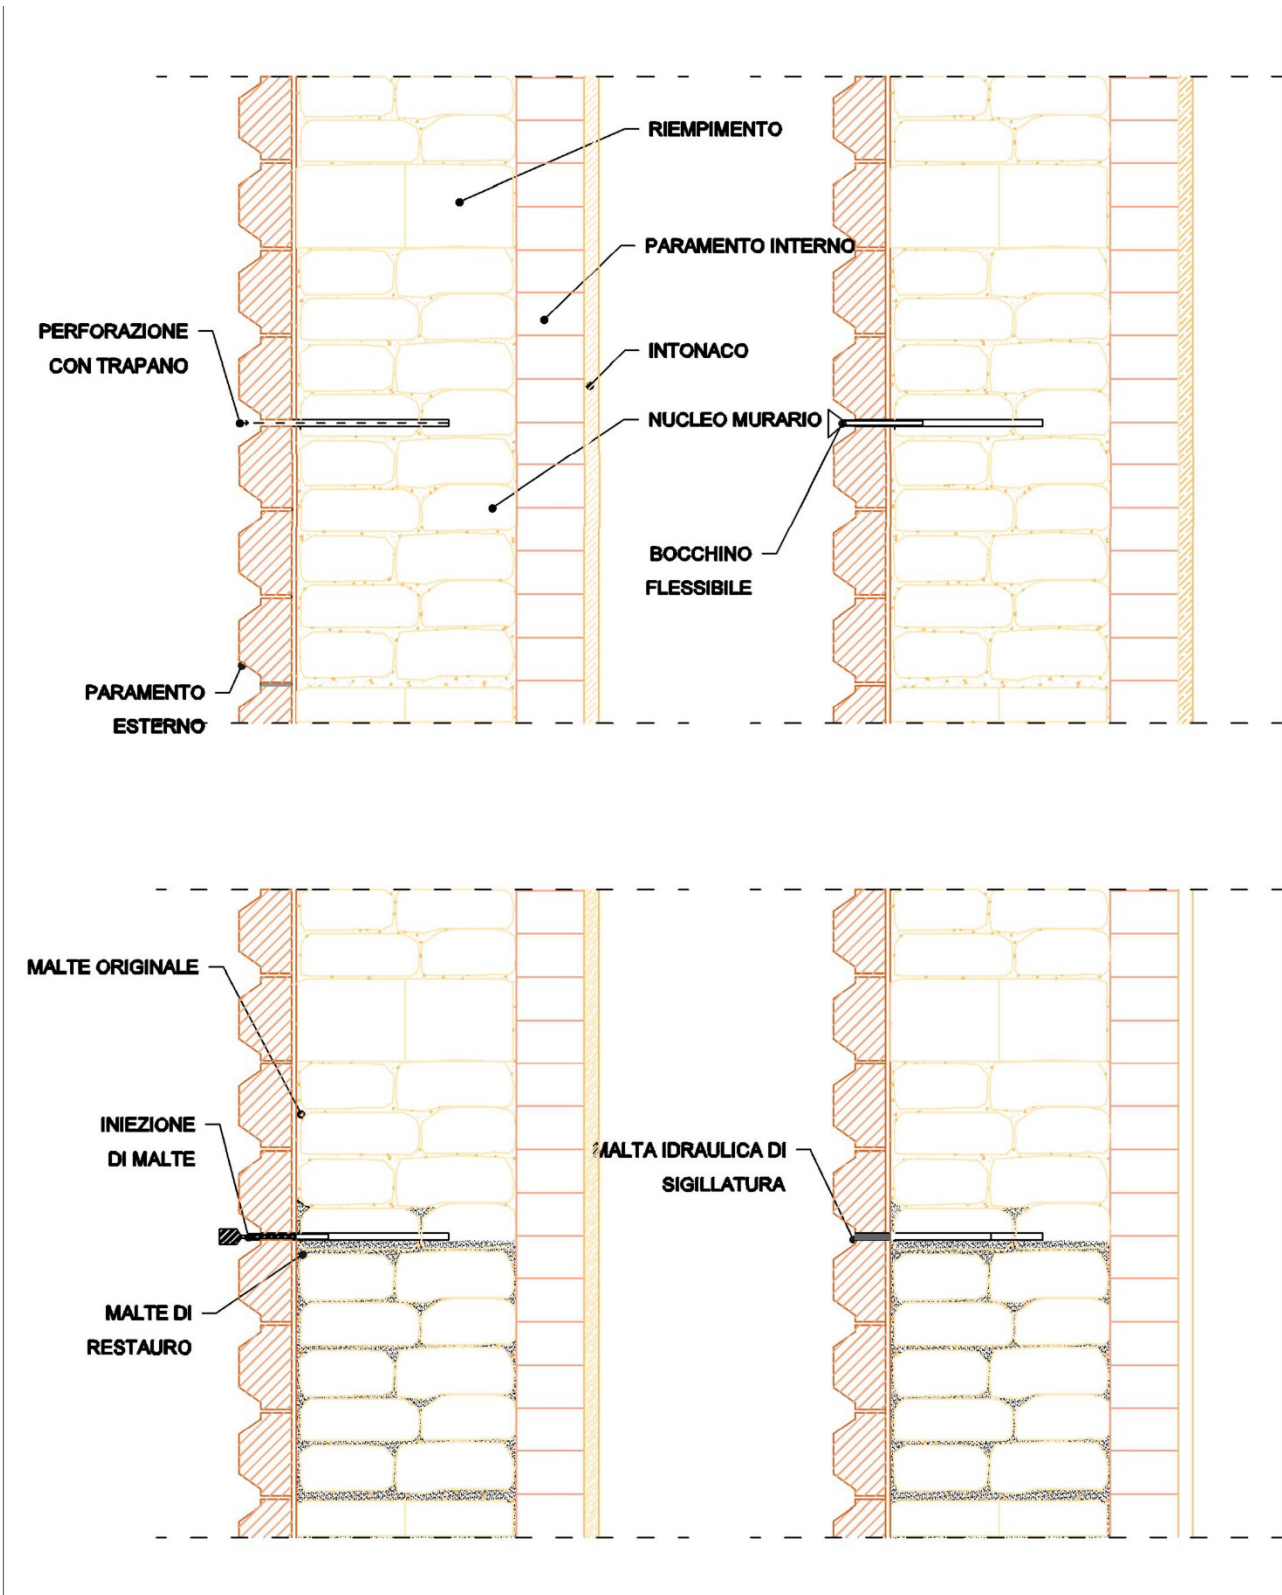 RIEMPIMENTO
PARAMENTO INTERNO
PERFORAZIONE
CON TRAPANO
INTONACO
NUCLEO MURARIO
BOCCHINO
FLESSIBILE
PARAMENTO
ESTERNO
MALTE ORIGINALE
INIEZIONE
DI MALTE
MALTA IDRAULICA DI
SIGILLATURA
MALTE DI
RESTAURO